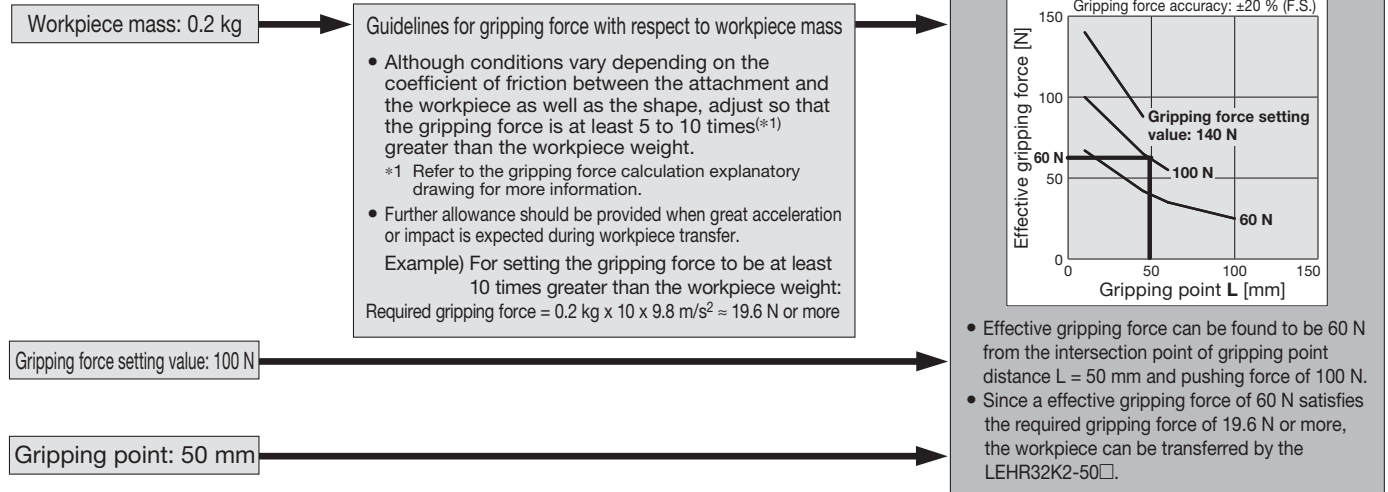 Workpiece mass: 0.2 kg
Guidelines for gripping force with respect to workpiece mass
• Although conditions vary depending on the
coefficient of friction between the attachment and
the workpiece as well as the shape, adjust so that
the gripping force is at least 5 to 10 times(*1)
greater than the workpiece weight.
*1 Refer to the gripping force calculation explanatory
drawing for more information.
• Further allowance should be provided when great acceleration
or impact is expected during workpiece transfer.
Example) For setting the gripping force to be at least
10 times greater than the workpiece weight:
Required gripping force = 0.2 kg x 10 x 9.8 m/s² ≈ 19.6 N or more
Gripping force setting value: 100 N
Gripping point: 50 mm
Gripping force accuracy: ±20 % (F.S.)
Effective gripping force [N]
150
100
60 N
50
0
Gripping force setting
value: 140 N
100 N
60 N
0
50
100
150
Gripping point L [mm]
• Effective gripping force can be found to be 60 N
from the intersection point of gripping point
distance L = 50 mm and pushing force of 100 N.
• Since a effective gripping force of 60 N satisfies
the required gripping force of 19.6 N or more,
the workpiece can be transferred by the
LEHR32K2-50□.